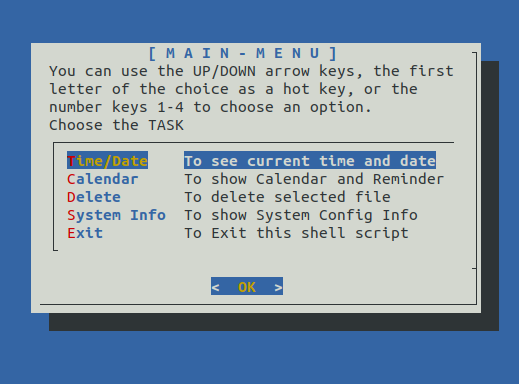 [ M A I N - M E N U ]
You can use the UP/DOWN arrow keys, the first
letter of the choice as a hot key, or the
number keys 1-4 to choose an option.
Choose the TASK
Time/Date To see current time and date
Calendar To show Calendar and Reminder
Delete To delete selected file
System Info To show System Config Info
Exit To Exit this shell script
< OK >